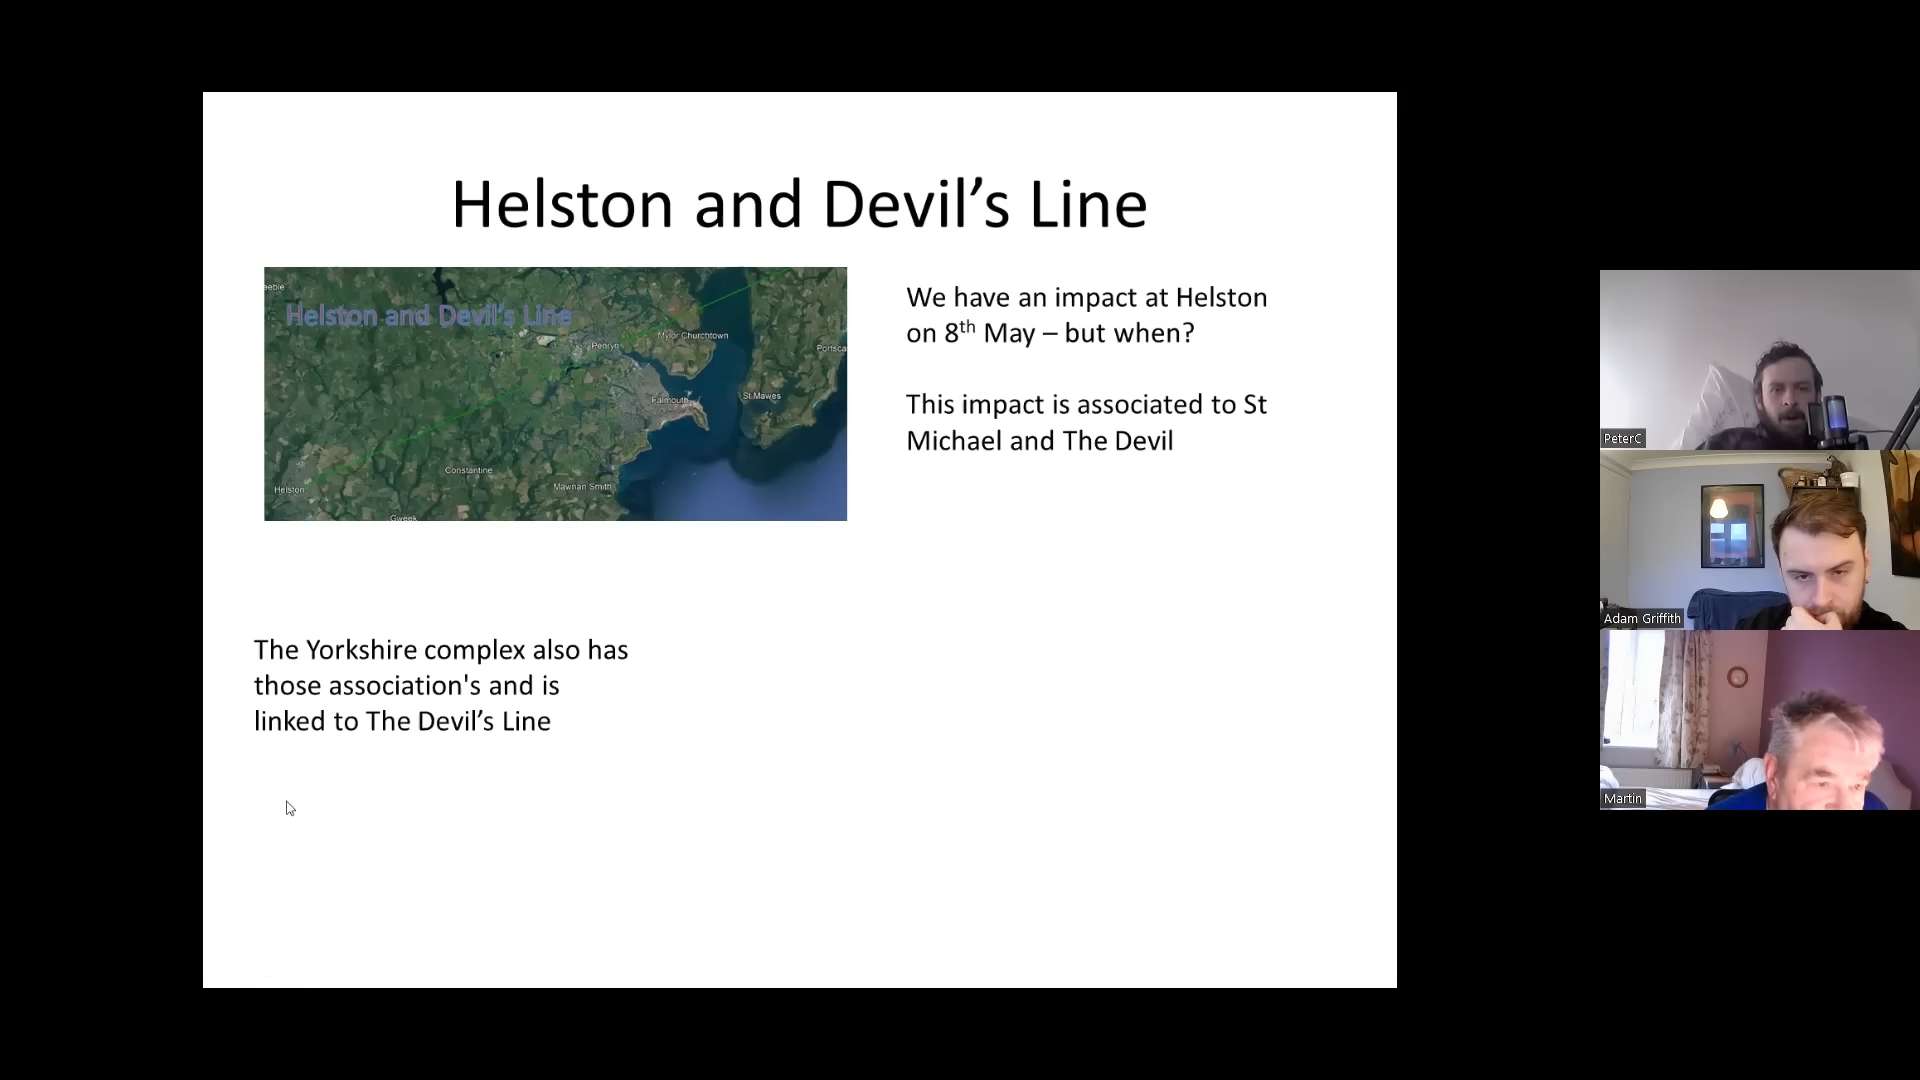 Helston and Devil’s Line
eeble
Helston and Devil’s Line
Penryn
Mylor Churchtown
Portsca
Falmouth
St Mawes
Constantine
Helston
Mawnan Smith
Gweek
We have an impact at Helston
on 8th May – but when?
This impact is associated to St
Michael and The Devil
The Yorkshire complex also has
those association's and is
linked to The Devil’s Line
PeterC
Adam Griffith
Martin